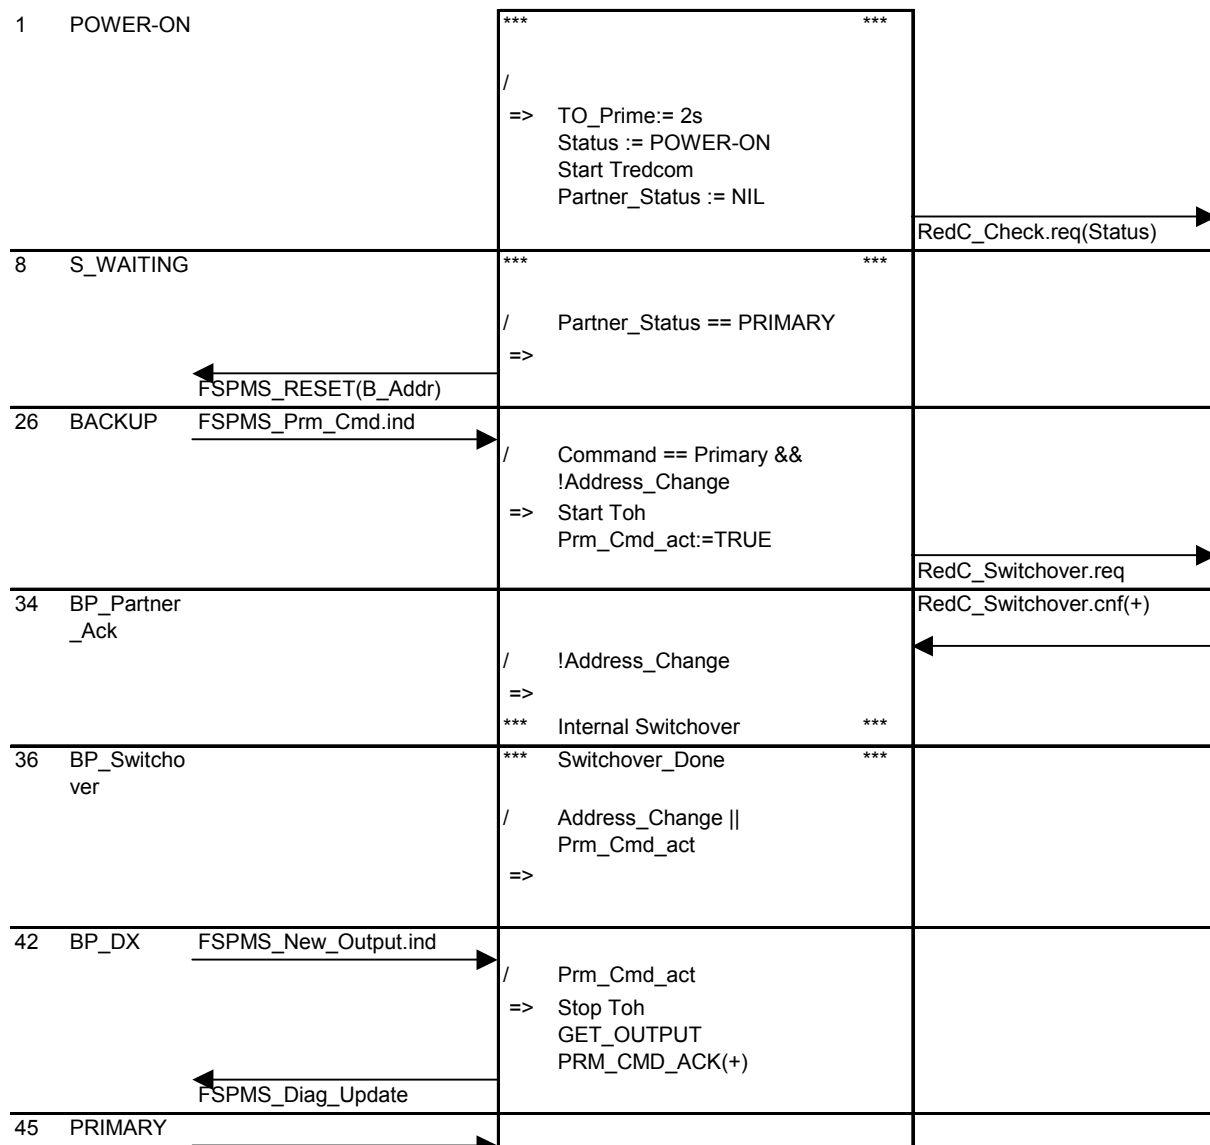 1 POWER-ON *** ***
/
=> TO_Prime:= 2s
Status := POWER-ON
Start Tredcom
Partner_Status := NIL
RedC_Check.req(Status)
8 S_WAITING *** ***
/ Partner_Status == PRIMARY
=>
FSPMS_RESET(B_Addr)
26 BACKUP FSPMS_Prm_Cmd.ind
/ Command == Primary &&
!Address_Change
=> Start Toh
Prm_Cmd_act:=TRUE
RedC_Switchover.req
34 BP_Partner RedC_Switchover.cnf(+)
_Ack
/ !Address_Change
=>
*** Internal Switchover ***
36 BP_Switcho *** Switchover_Done ***
ver
/ Address_Change ||
Prm_Cmd_act
=>
42 BP_DX FSPMS_New_Output.ind
/ Prm_Cmd_act
=> Stop Toh
GET_OUTPUT
PRM_CMD_ACK(+)
FSPMS_Diag_Update
45 PRIMARY